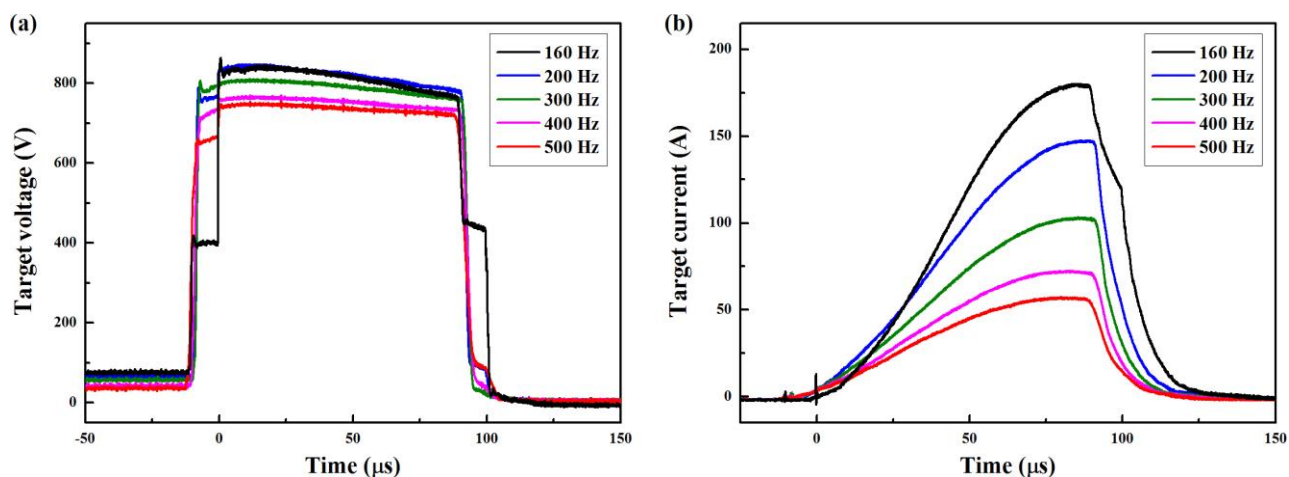 (a)
160 Hz
200 Hz
300 Hz
400 Hz
500 Hz
Target voltage (V)
800
600
400
200
0
-50
0
50
100
150
Time (μs)
(b)
160 Hz
200 Hz
300 Hz
400 Hz
500 Hz
Target current (A)
200
150
100
50
0
0
50
100
150
Time (μs)